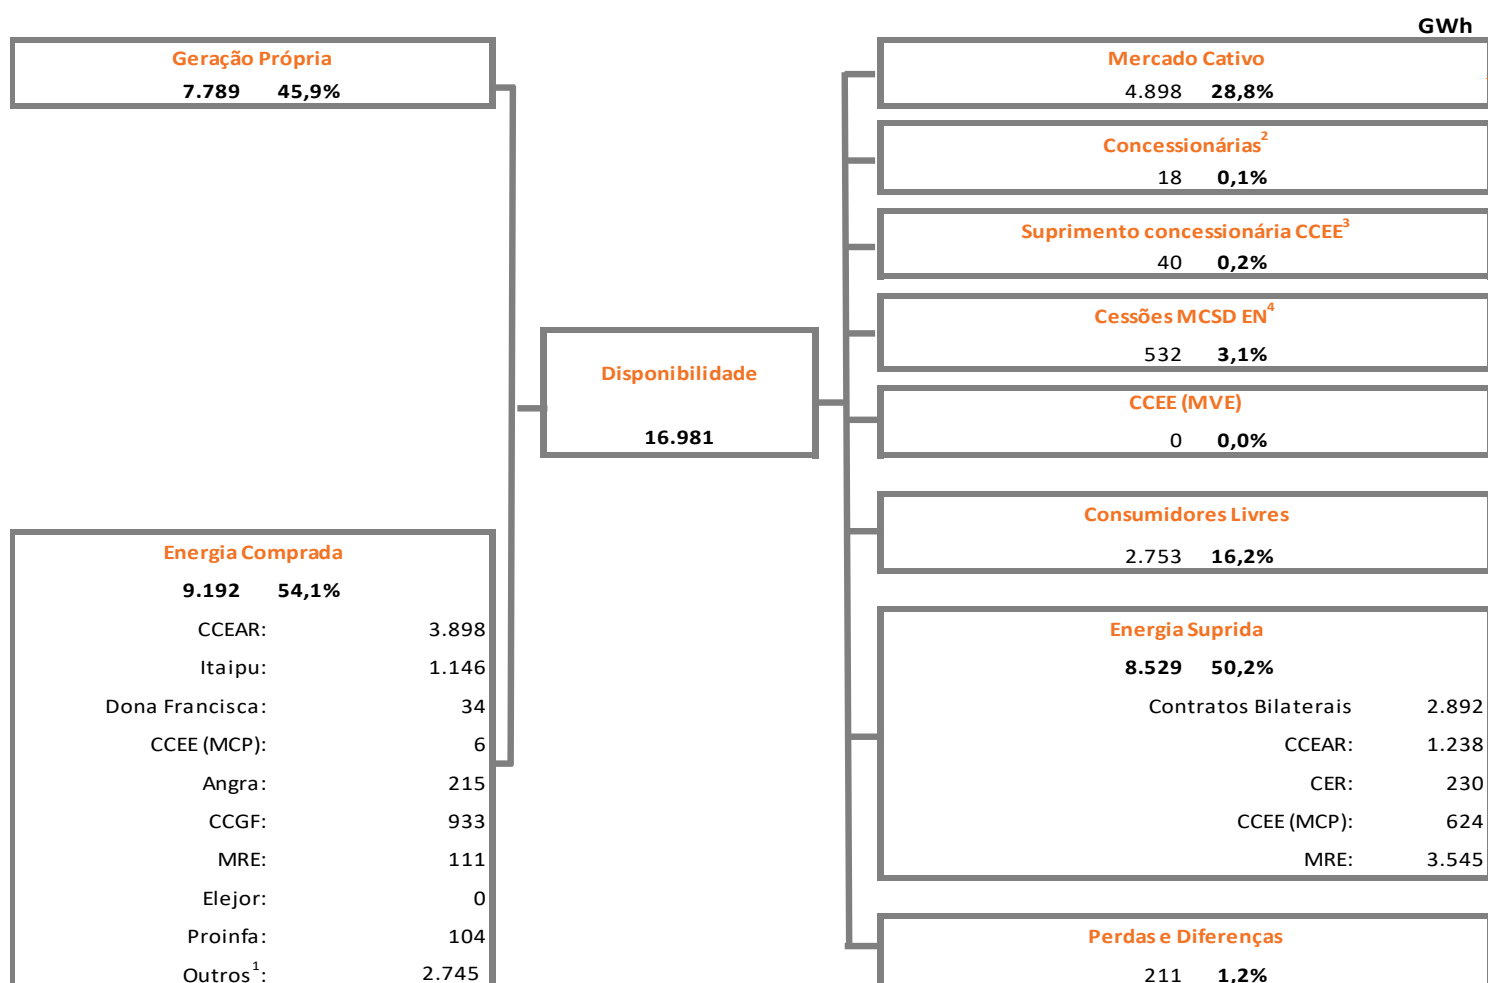 GWh
Geração Própria
7.789 45,9%
Energia Comprada
9.192 54,1%
CCEAR: 3.898
Itaipu: 1.146
Dona Francisca: 34
CCEE (MCP): 6
Angra: 215
CCGF: 933
MRE: 111
Elejor: 0
Proinfa: 104
Outros¹: 2.745
Disponibilidade
16.981
Mercado Cativo
4.898 28,8%
Concessionárias²
18 0,1%
Suprimento concessionária CCEE³
40 0,2%
Cessões MCSD EN⁴
532 3,1%
CCEE (MVE)
0 0,0%
Consumidores Livres
2.753 16,2%
Energia Suprida
8.529 50,2%
Contratos Bilaterais 2.892
CCEAR: 1.238
CER: 230
CCEE (MCP): 624
MRE: 3.545
Perdas e Diferenças
211 1,2%